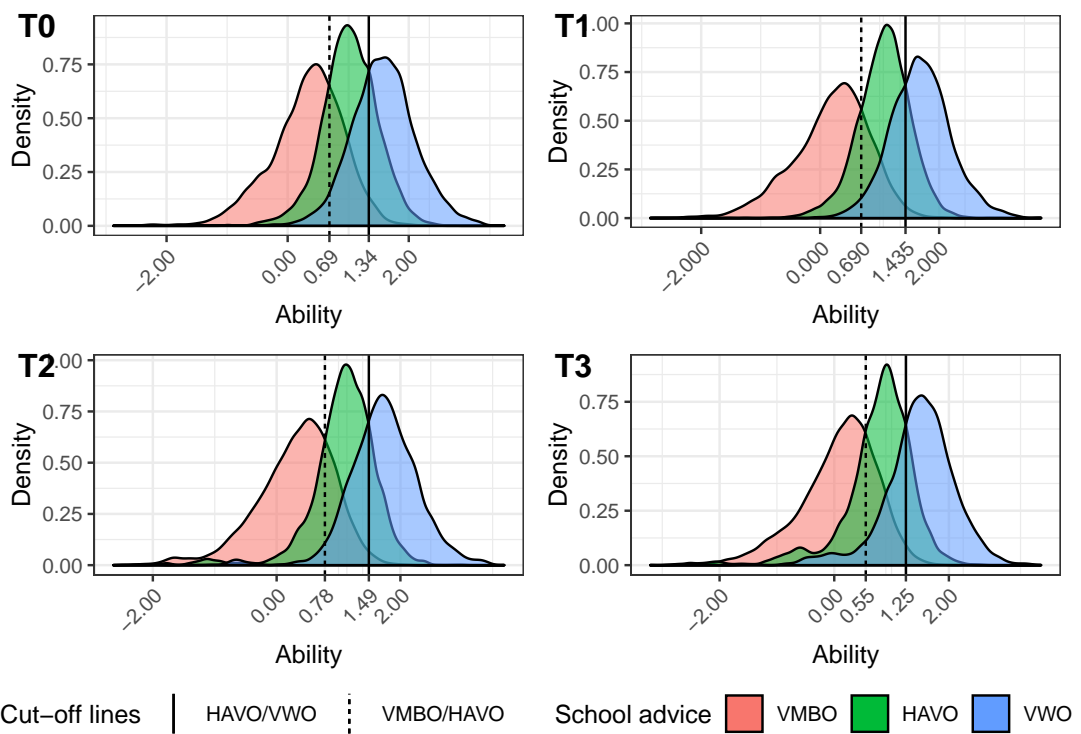 T0
Density
0.75
0.50
0.25
0.00
−2.00
0.00
0.69
1.34
2.00
Ability
T1
Density
1.00
0.75
0.50
0.25
0.00
−2.000
0.000
0.690
1.435
2.000
Ability
T2
Density
1.00
0.75
0.50
0.25
0.00
−2.00
0.00
0.78
1.49
2.00
Ability
T3
Density
0.75
0.50
0.25
0.00
−2.00
0.00
0.55
1.25
2.00
Ability
Cut−off lines HAVO/VWO VMBO/HAVO School advice VMBO HAVO VWO